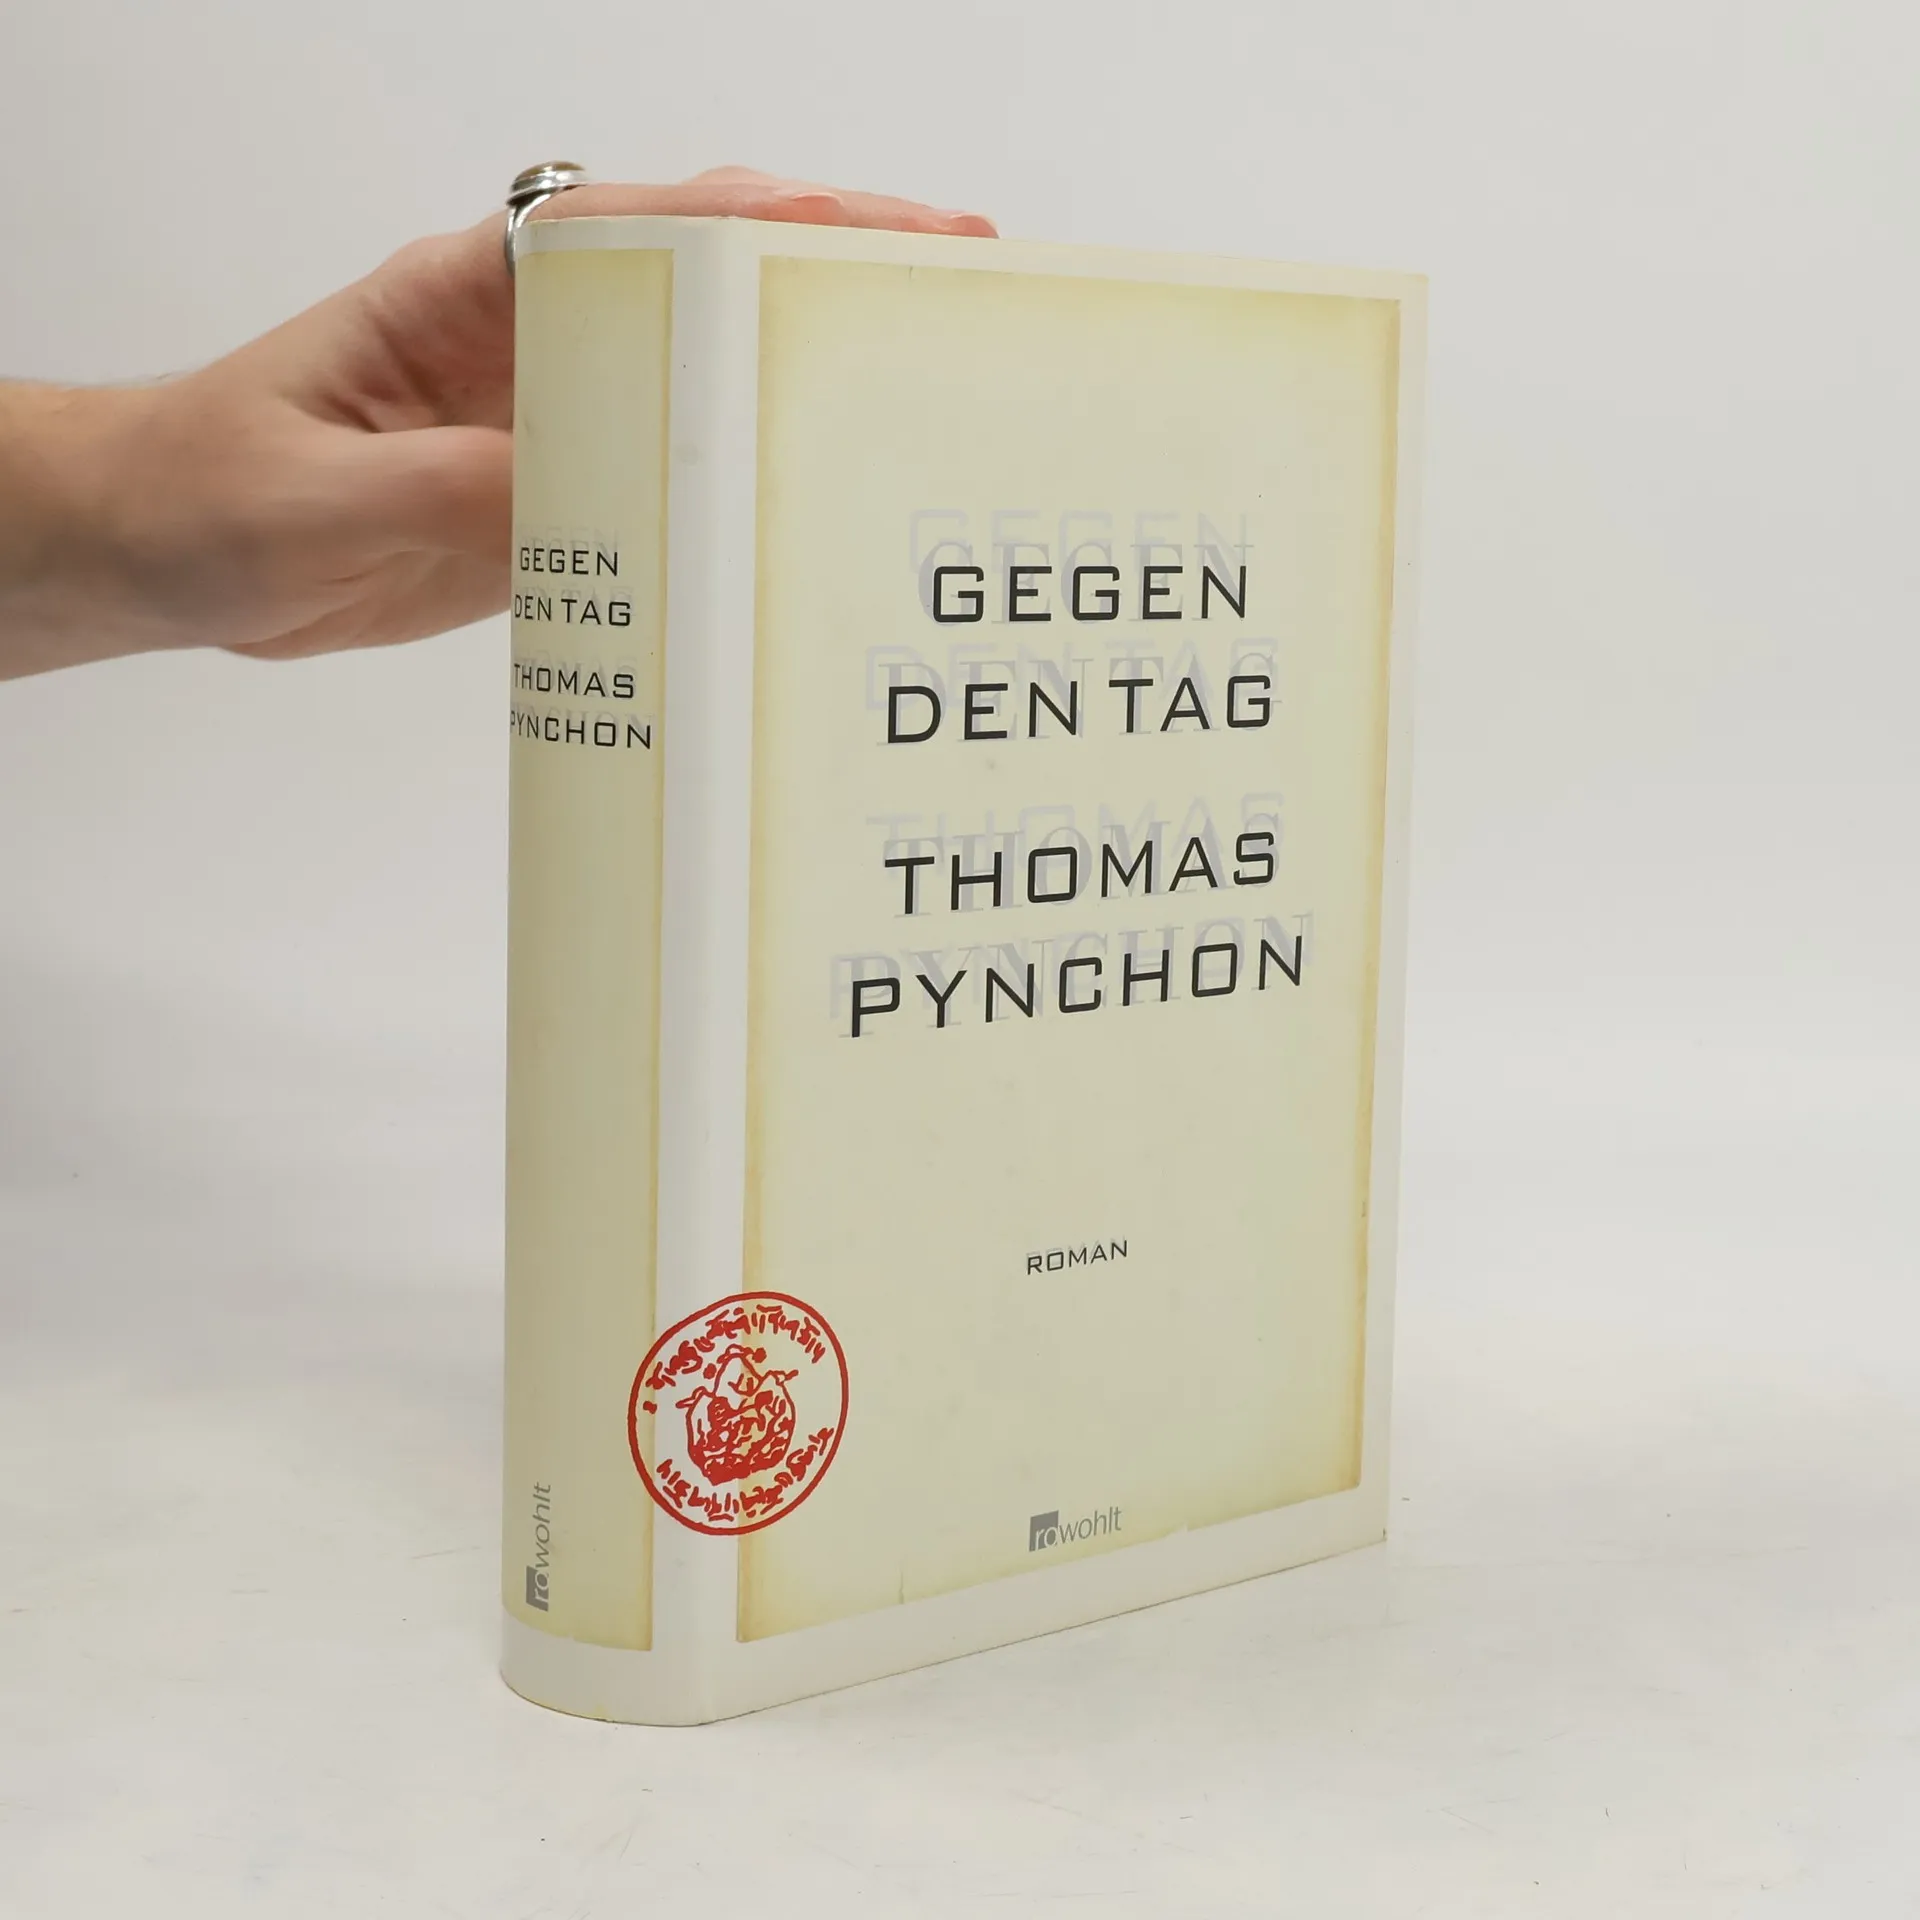 GEGEN
DEN TAG
THOMAS
PYNCHON
rowohlt
GEGEN
DEN TAG
THOMAS
PYNCHON
ROMAN
rowohlt